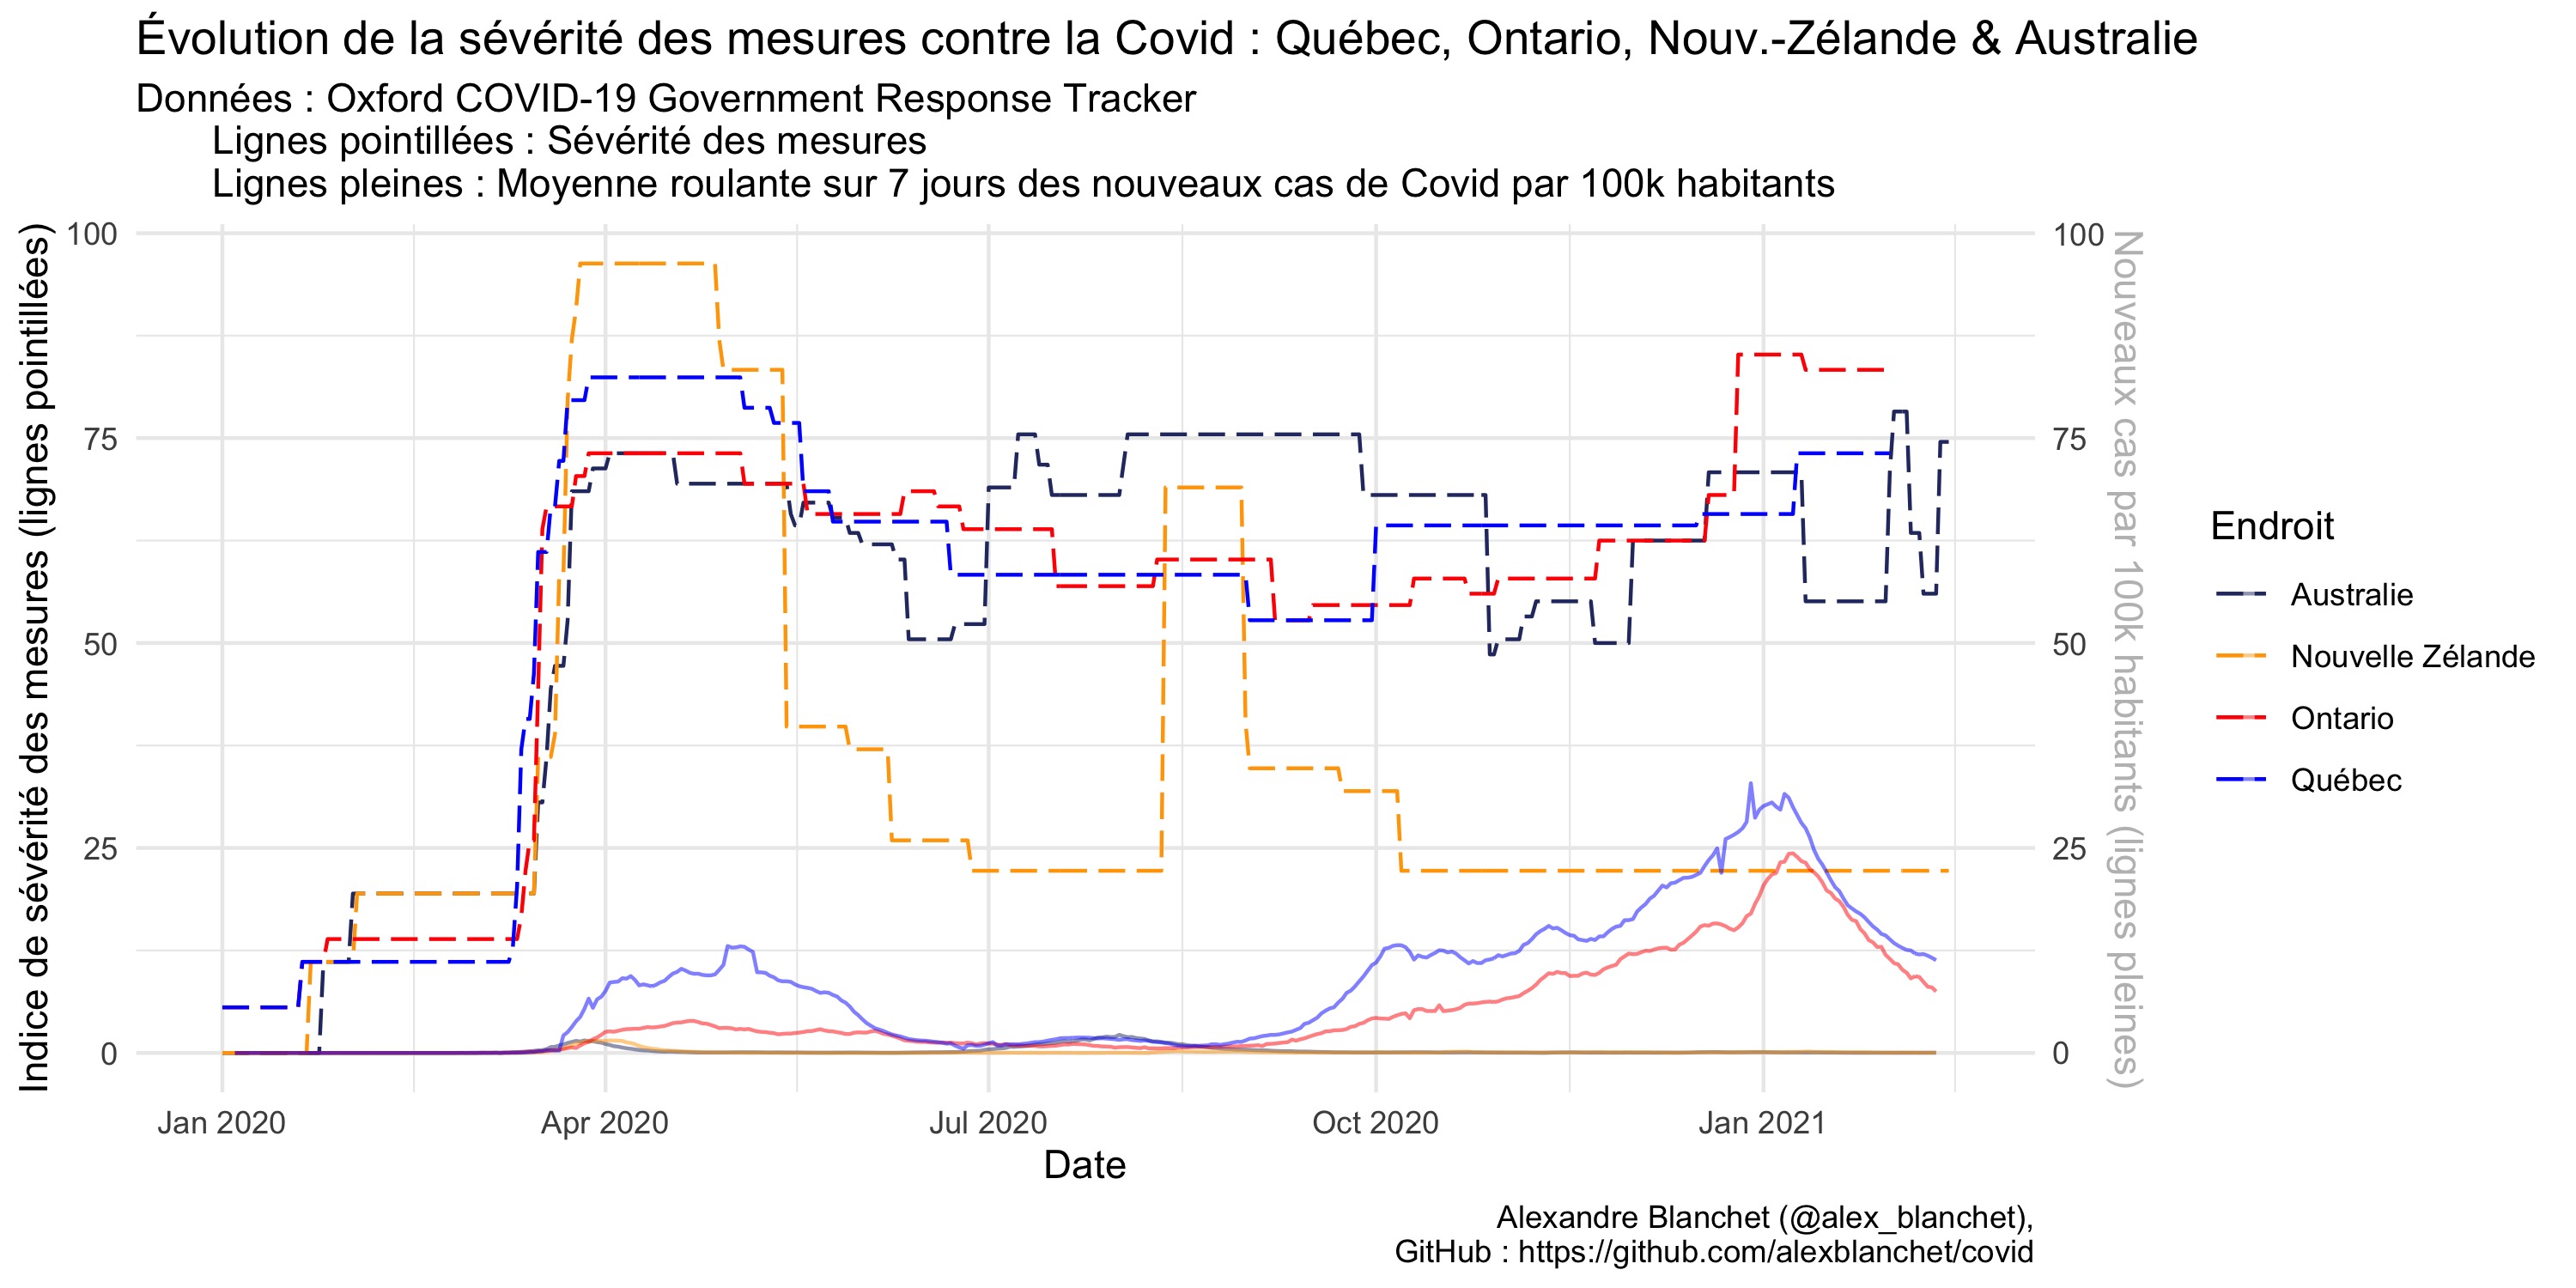 Évolution de la sévérité des mesures contre la Covid : Québec, Ontario, Nouv.-Zélande & Australie
Données : Oxford COVID-19 Government Response Tracker
Lignes pointillées : Sévérité des mesures
Lignes pleines : Moyenne roulante sur 7 jours des nouveaux cas de Covid par 100k habitants
Indice de sévérité des mesures (lignes pointillées)
100
75
50
25
0
100
75
50
25
0
Nouveaux cas par 100k habitants (lignes pleines)
Jan 2020
Apr 2020
Jul 2020
Oct 2020
Jan 2021
Date
Endroit
Australie
Nouvelle Zélande
Ontario
Québec
Alexandre Blanchet (@alex_blanchet),
GitHub : https://github.com/alexblanchet/covid